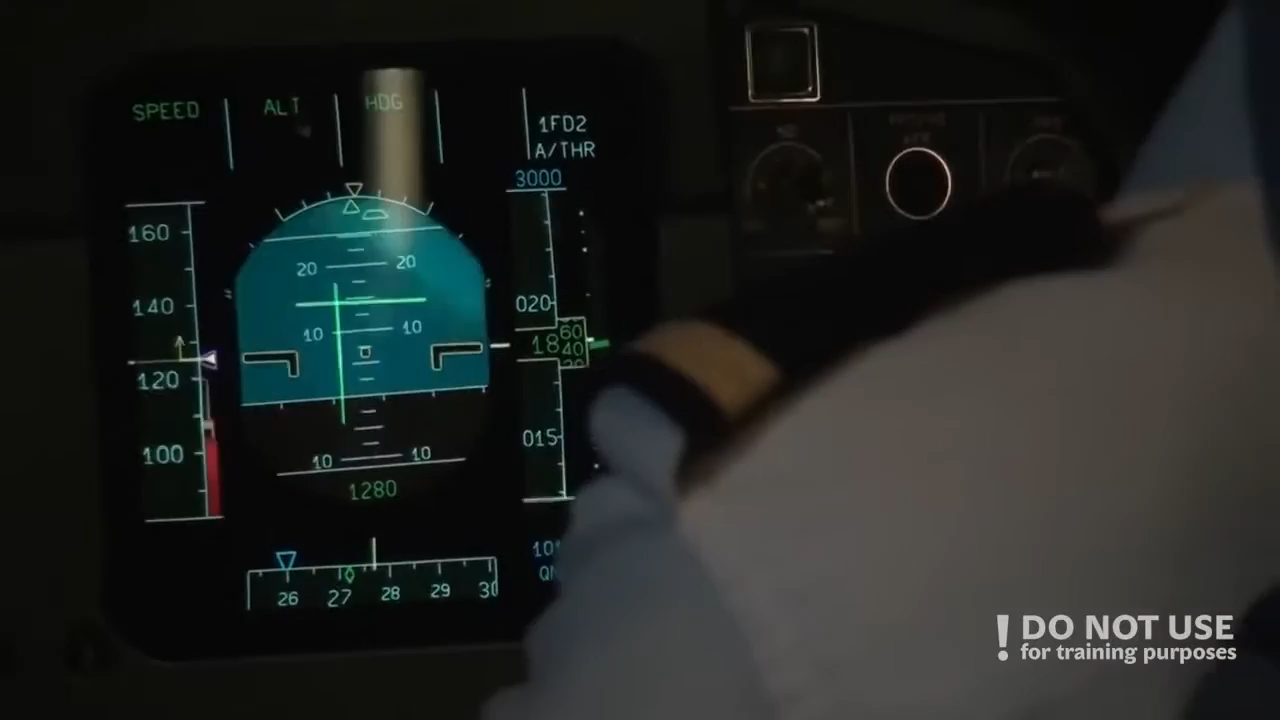 SPEED ALT HDG
1FD2
A/THR
3000
160
20 20
140
020
10 10
60
18 40
20
120
015
100
10 10
1280
26 27 28 29 30
! DO NOT USE
for training purposes